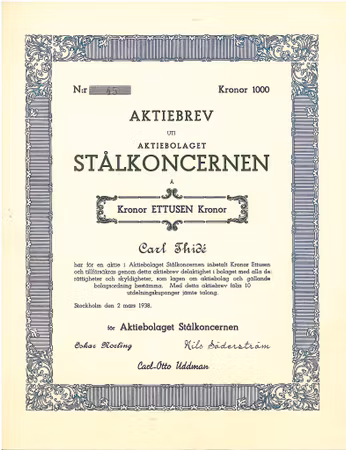 N:r 45 Kronor 1000
AKTIEBREV
UTI
AKTIEBOLAGET
STÅLKONCERNEN
Å
Kronor ETTUSEN Kronor
Carl Thidé
har för en aktie i Aktiebolaget Stålkoncernen inbetalt Kronor Ettusen
och tillförsäkras genom detta aktiebrev delaktighet i bolaget med alla de
rättigheter och skyldigheter, som lagen om aktiebolag och gällande
bolagsordning bestämma. Med detta aktiebrev följa 10
utdelningskuponger jämte talong.
Stockholm den 2 mars 1938.
för Aktiebolaget Stålkoncernen
Oskar Norling Nils Söderström
Carl-Otto Uddman